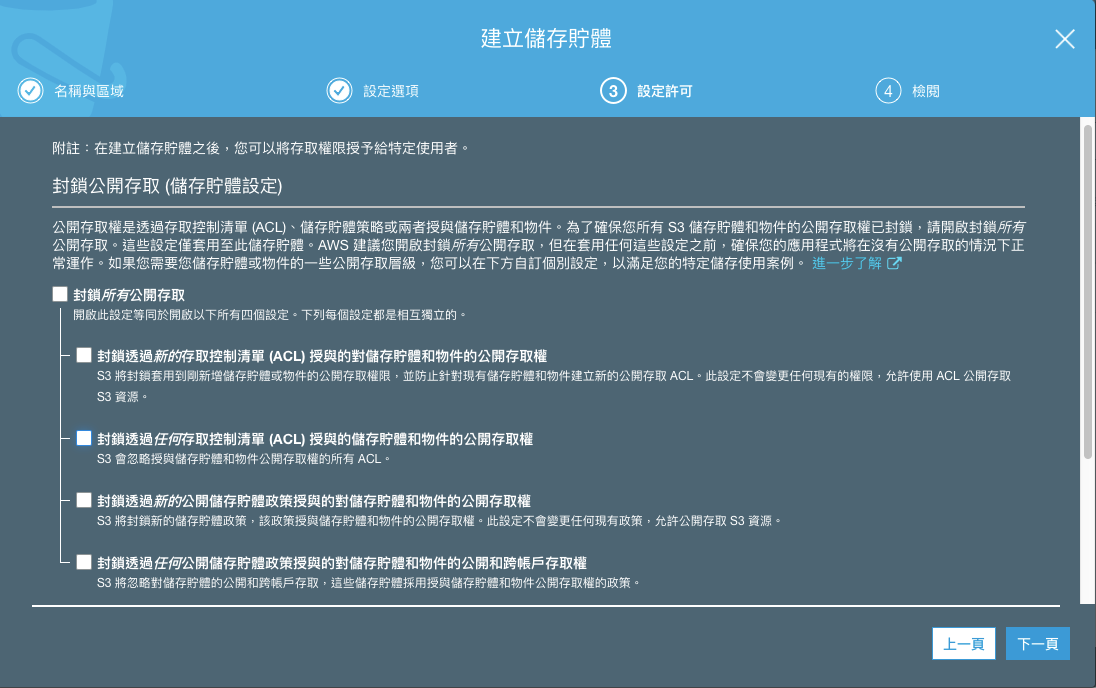 建立儲存貯體
名稱與區域
設定選項
3 設定許可
4 檢閱
附註：在建立儲存貯體之後，您可以將存取權限授予給特定使用者。
封鎖公開存取 (儲存貯體設定)
公開存取權是透過存取控制清單 (ACL)、儲存貯體策略或兩者授與儲存貯體和物件。為了確保您所有 S3 儲存貯體和物件的公開存取權已封鎖，請開啟封鎖所有
公開存取。這些設定僅套用至此儲存貯體。AWS 建議您開啟封鎖所有公開存取，但在套用任何這些設定之前，確保您的應用程式將在沒有公開存取的情況下正
常運作。如果您需要您儲存貯體或物件的一些公開存取層級，您可以在下方自訂個別設定，以滿足您的特定儲存使用案例。 進一步了解
封鎖所有公開存取
開啟此設定等同於開啟以下所有四個設定。下列每個設定都是相互獨立的。
封鎖透過新的存取控制清單 (ACL) 授與的對儲存貯體和物件的公開存取權
S3 將封鎖套用到剛新增儲存貯體或物件的公開存取權限，並防止針對現有儲存貯體和物件建立新的公開存取 ACL。此設定不會變更任何現有的權限，允許使用 ACL 公開存取
S3 資源。
封鎖透過任何存取控制清單 (ACL) 授與的儲存貯體和物件的公開存取權
S3 會忽略授與儲存貯體和物件公開存取權的所有 ACL。
封鎖透過新的公開儲存貯體政策授與的對儲存貯體和物件的公開存取權
S3 將封鎖新的儲存貯體政策，該政策授與儲存貯體和物件的公開存取權。此設定不會變更任何現有政策，允許公開存取 S3 資源。
封鎖透過任何公開儲存貯體政策授與的對儲存貯體和物件的公開和跨帳戶存取權
S3 將忽略對儲存貯體的公開和跨帳戶存取，這些儲存貯體採用授與儲存貯體和物件公開存取權的政策。
上一頁
下一頁